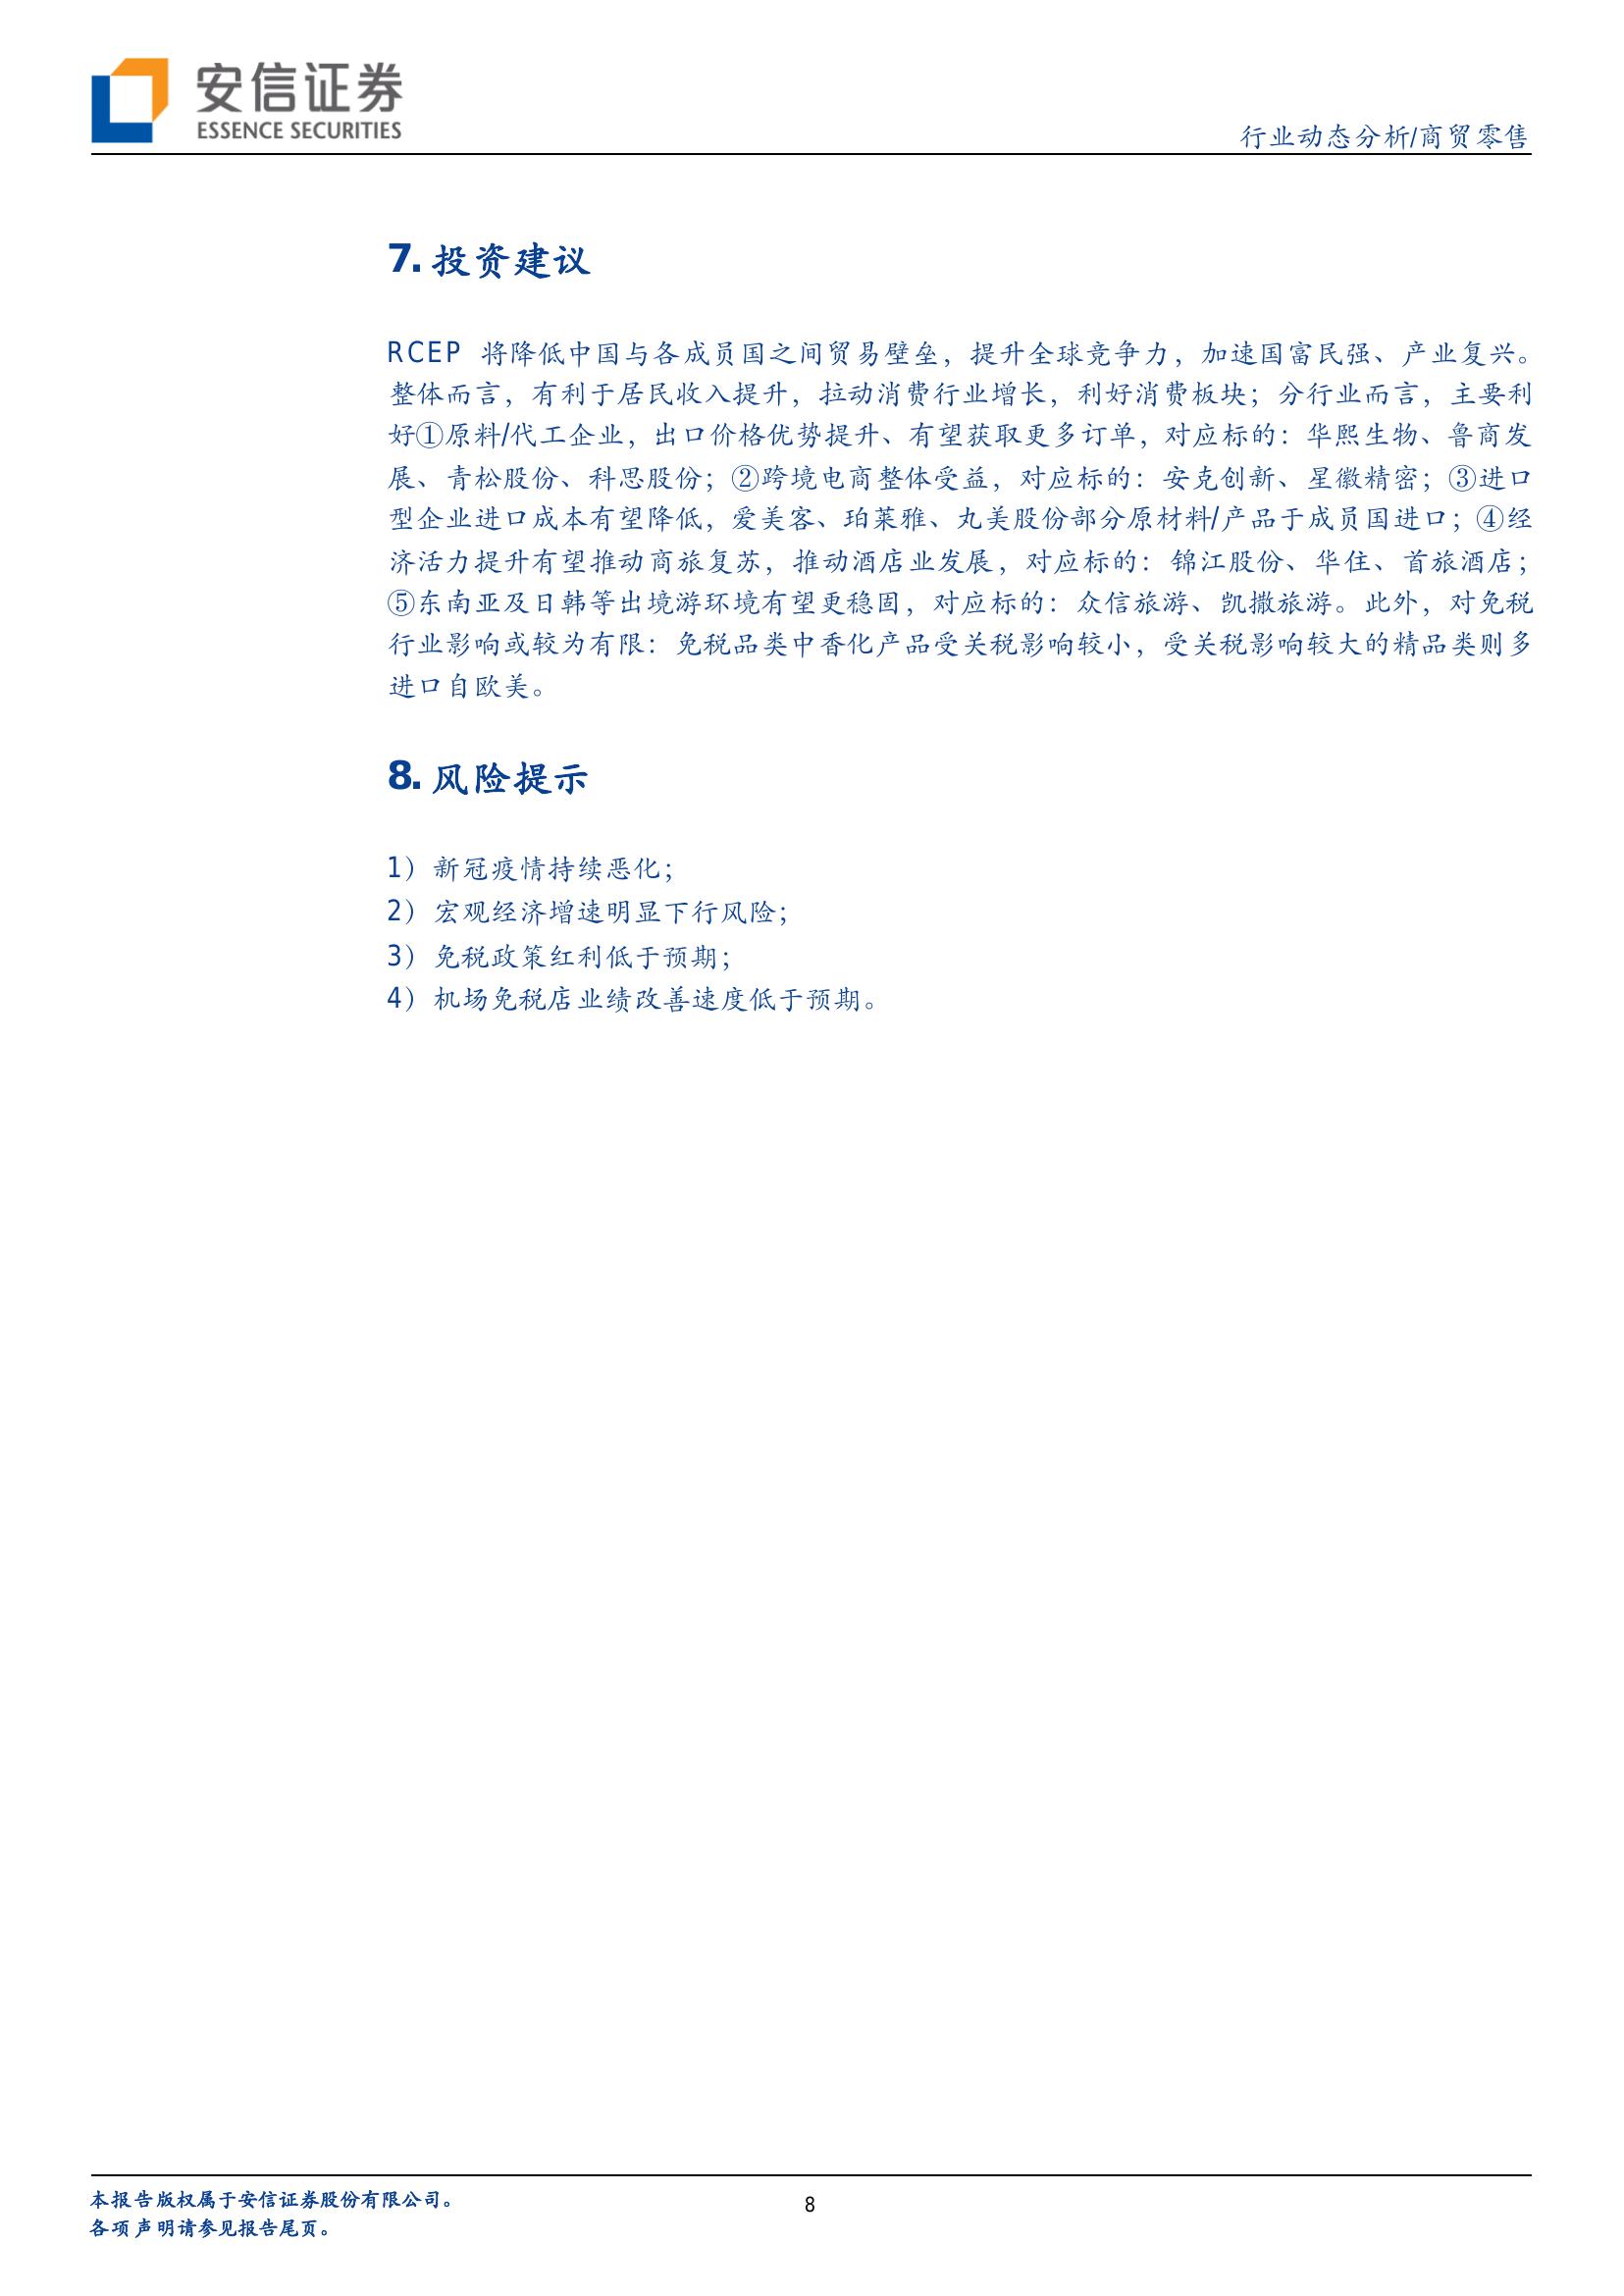 安信证券
ESSENCE SECURITIES
行业动态分析/商贸零售
7. 投资建议
RCEP 将降低中国与各成员国之间贸易壁垒，提升全球竞争力，加速国富民强、产业复兴。
整体而言，有利于居民收入提升，拉动消费行业增长，利好消费板块；分行业而言，主要利
好①原料/代工企业，出口价格优势提升、有望获取更多订单，对应标的：华熙生物、鲁商发
展、青松股份、科思股份；②跨境电商整体受益，对应标的：安克创新、星徽精密；③进口
型企业进口成本有望降低，爱美客、珀莱雅、丸美股份部分原材料/产品于成员国进口；④经
济活力提升有望推动商旅复苏，推动酒店业发展，对应标的：锦江股份、华住、首旅酒店；
⑤东南亚及日韩等出境游环境有望更稳固，对应标的：众信旅游、凯撒旅游。此外，对免税
行业影响或较为有限：免税品类中香化产品受关税影响较小，受关税影响较大的精品类则多
进口自欧美。
8. 风险提示
1）新冠疫情持续恶化；
2）宏观经济增速明显下行风险；
3）免税政策红利低于预期；
4）机场免税店业绩改善速度低于预期。
本报告版权属于安信证券股份有限公司。
8
各项声明请参见报告尾页。